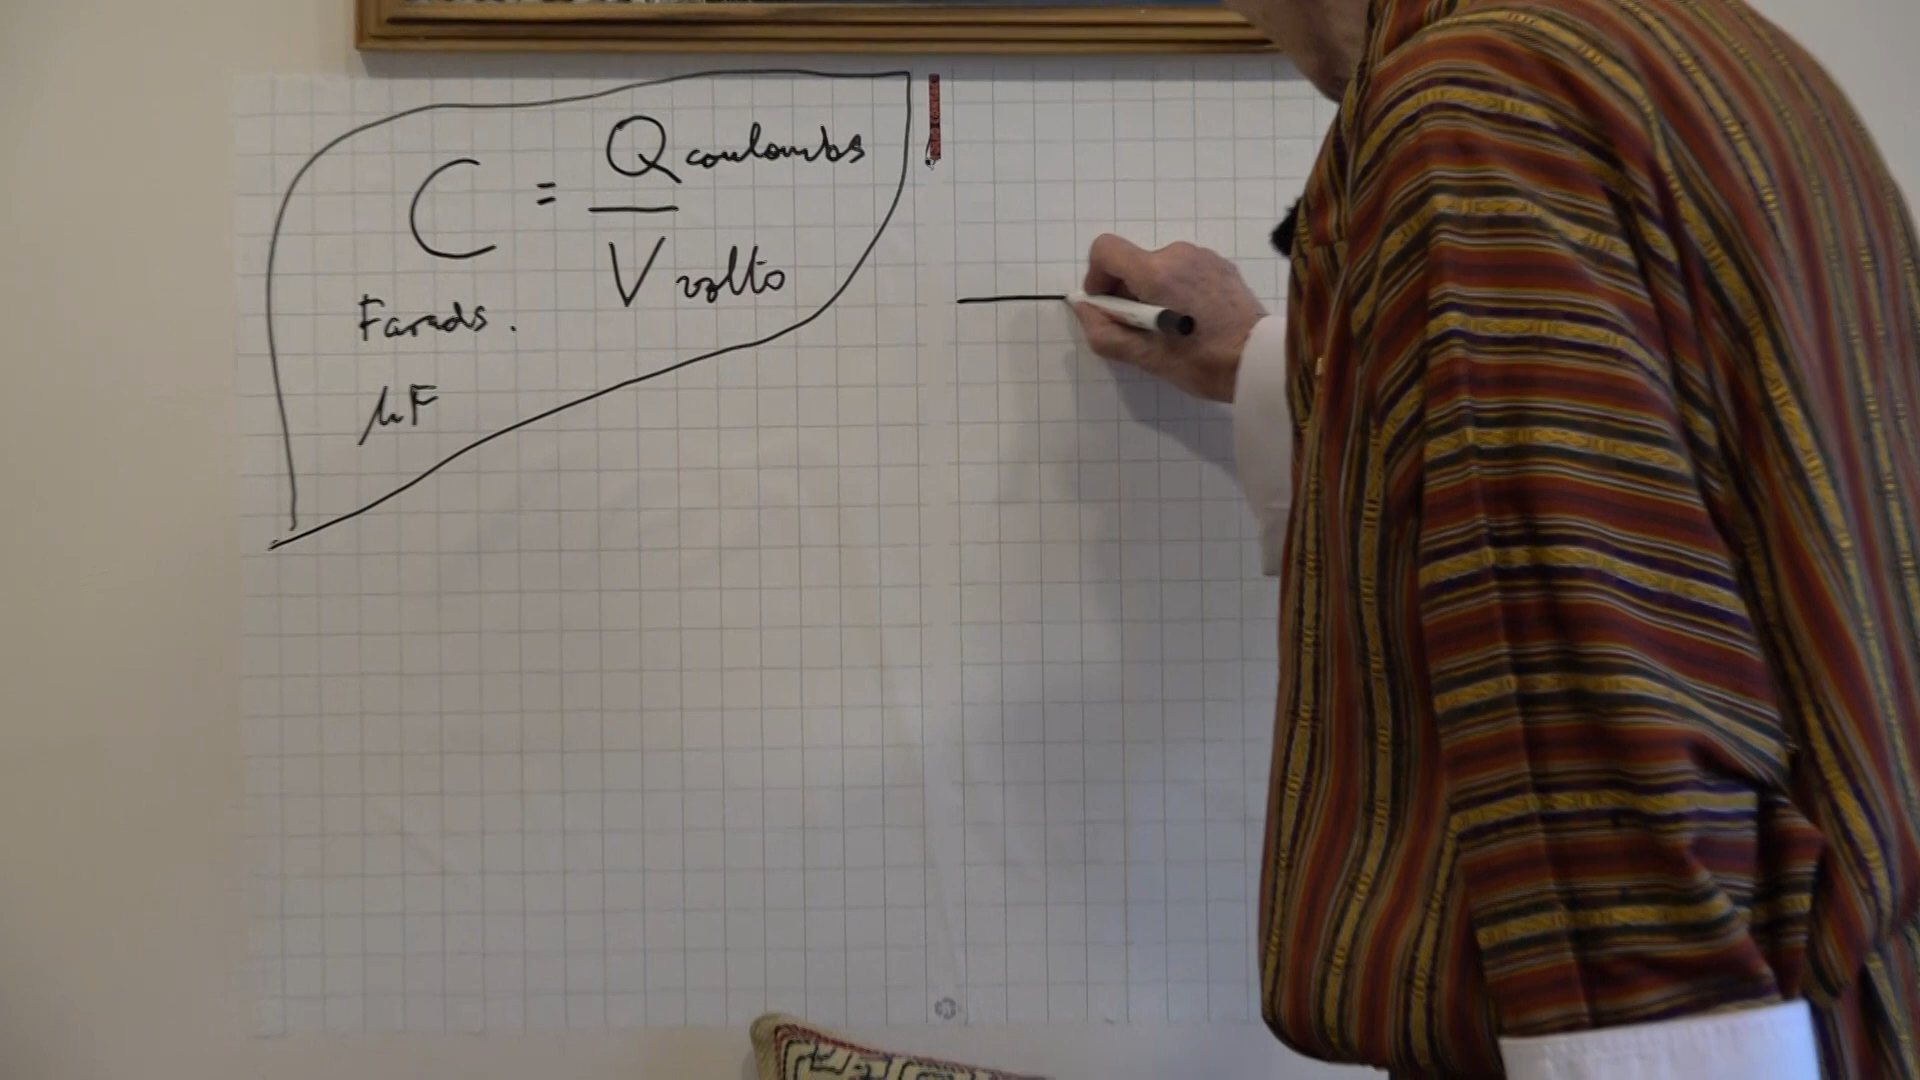 C = Q coulombs
V volts
Farads.
μF